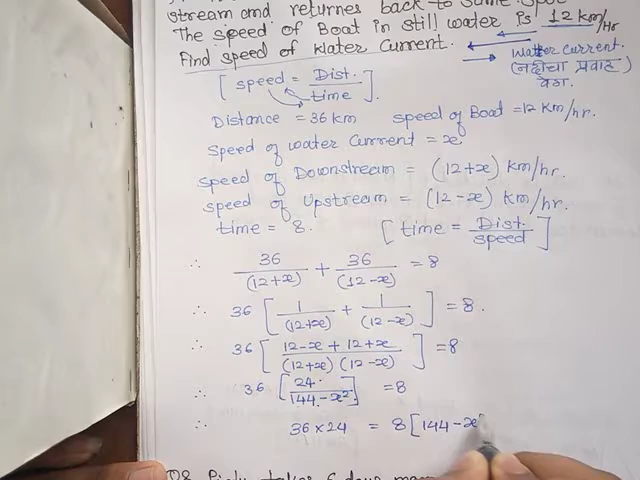 stream and returnes back to same spot
The speed of Boat in still water is 12 km/Hr
Find speed of Water Current.
water current.
(नदीचा प्रवाह
वेग.
[ speed = Dist. / time ].
Distance = 36 km speed of Boat = 12 Km/hr.
speed of water Current = x
speed of Downstream = (12+x) Km/hr.
speed of Upstream = (12-x) Km/hr.
time = 8. [ time = Dist. / speed ]
∴ 36/(12+x) + 36/(12-x) = 8
∴ 36 [ 1/(12+x) + 1/(12-x) ] = 8.
∴ 36 [ 12-x + 12+x / (12+x) (12-x) ] = 8
∴ 36 [ 24. / 144-x² ] = 8
∴ 36 × 24 = 8 [ 144 - x